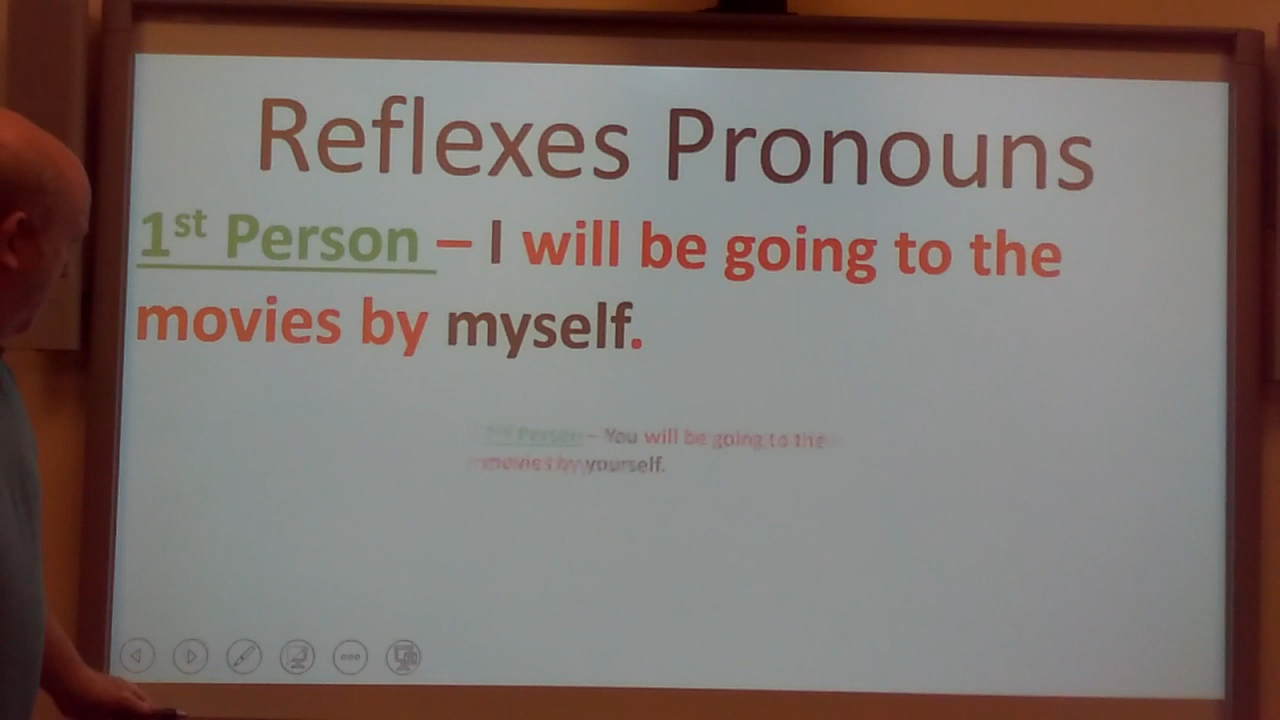 Reflexes Pronouns
1st Person – I will be going to the
movies by myself.
Person – You will be going to the
movies by yourself.